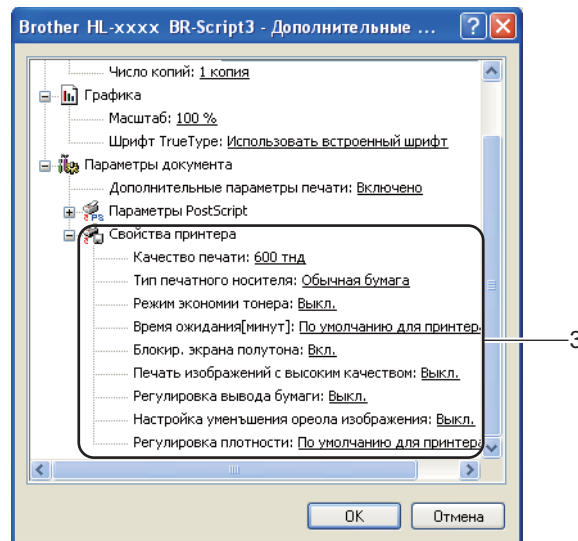 Brother HL-xxxx BR-Script3 - Дополнительные ...
Число копий: 1 копия
Графика
Масштаб: 100 %
Шрифт TrueType: Использовать встроенный шрифт
Параметры документа
Дополнительные параметры печати: Включено
Параметры PostScript
Свойства принтера
Качество печати: 600 тнд
Тип печатного носителя: Обычная бумага
Режим экономии тонера: Выкл.
Время ожидания[минут]: По умолчанию для принтера
Блокир. экрана полутона: Вкл.
Печать изображений с высоким качеством: Выкл.
Регулировка вывода бумаги: Выкл.
Настройка уменъшения ореола изображения: Выкл.
Регулировка плотности: По умолчанию для принтера
3
OK
Отмена